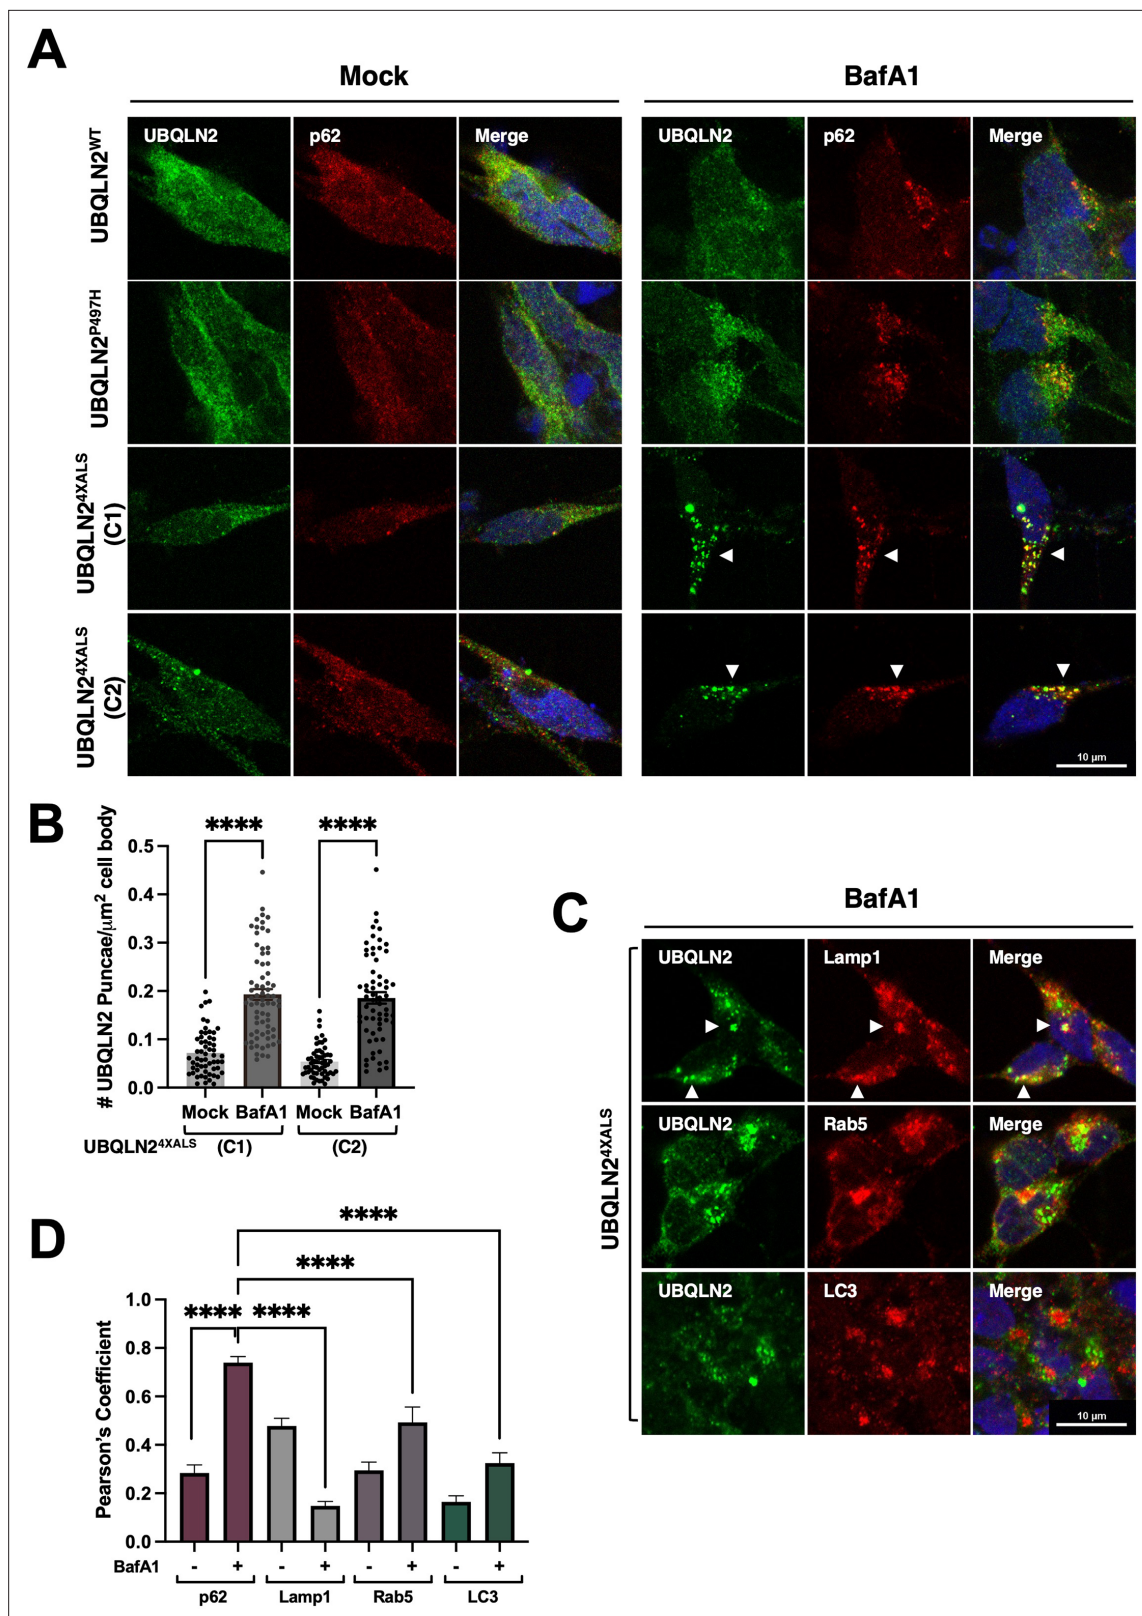 A
Mock
BafA1
UBQLN2WT
UBQLN2 p62 Merge
UBQLN2 p62 Merge
UBQLN2P497H
UBQLN24XALS
(C1)
UBQLN24XALS
(C2)
10 µm
B
# UBQLN2 Puncae/µm2 cell body
**** ****
0.5
0.4
0.3
0.2
0.1
0.0
Mock BafA1 Mock BafA1
UBQLN24XALS (C1) (C2)
C
BafA1
UBQLN24XALS
UBQLN2 Lamp1 Merge
UBQLN2 Rab5 Merge
UBQLN2 LC3 Merge
10 µm
D
****
****
**** ****
Pearson's Coefficient
1.0
0.8
0.6
0.4
0.2
0.0
BafA1 - + - + - + - +
p62 Lamp1 Rab5 LC3